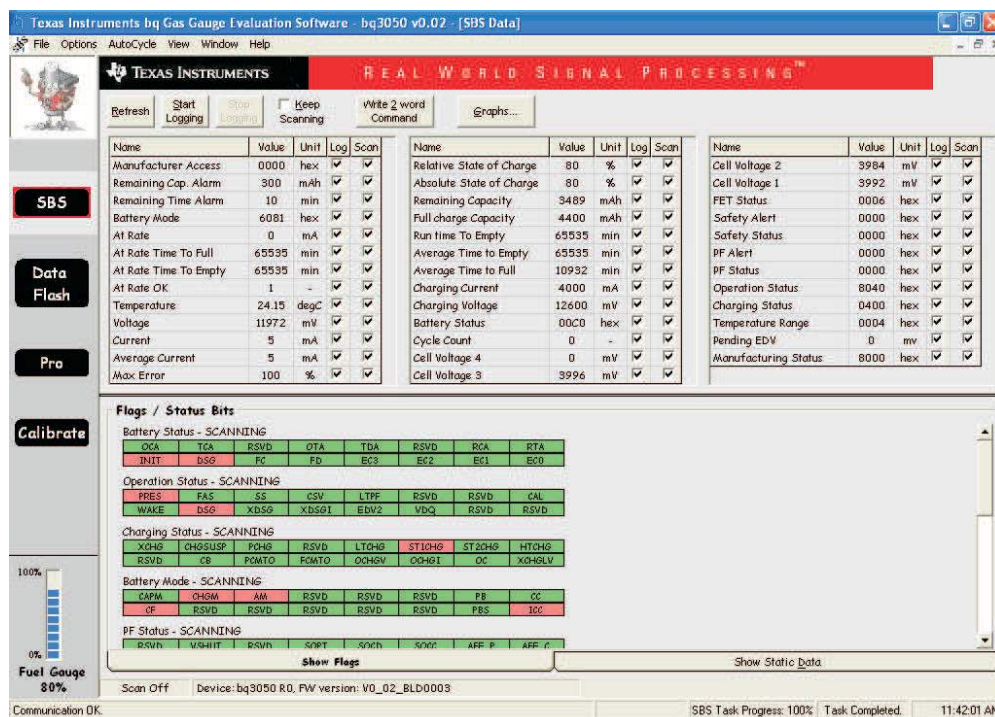 Texas Instruments bq Gas Gauge Evaluation Software - bq3050 v0.02 - [SBS Data]
File Options AutoCycle View Window Help
TEXAS INSTRUMENTS REAL WORLD SIGNAL PROCESSING™
Refresh Start Logging Stop Logging Keep Scanning Write 2 word Command Graphs...
Name Value Unit Log Scan Name Value Unit Log Scan Name Value Unit Log Scan
Manufacturer Access 0000 hex Relative State of Charge 80 % Cell Voltage 2 3984 mV
Remaining Cap. Alarm 300 mAh Absolute State of Charge 80 % Cell Voltage 1 3992 mV
Remaining Time Alarm 10 min Remaining Capacity 3489 mAh FET Status 0006 hex
Battery Mode 6081 hex Full charge Capacity 4400 mAh Safety Alert 0000 hex
At Rate 0 mA Run time To Empty 65535 min Safety Status 0000 hex
At Rate Time To Full 65535 min Average Time to Empty 65535 min PF Alert 0000 hex
At Rate Time To Empty 65535 min Average Time to Full 10932 min PF Status 0000 hex
At Rate OK 1 - Charging Current 4000 mA Operation Status 8040 hex
Temperature 24.15 degC Charging Voltage 12600 mV Charging Status 0400 hex
Voltage 11972 mV Battery Status 00C0 hex Temperature Range 0004 hex
Current 5 mA Cycle Count 0 - Pending EDV 0 mv
Average Current 5 mA Cell Voltage 4 0 mV Manufacturing Status 8000 hex
Max Error 100 % Cell Voltage 3 3996 mV
SBS
Data Flash
Pro
Calibrate
Flags / Status Bits
Battery Status - SCANNING
OCA TCA RSVD OTA TDA RSVD RCA RTA
INIT DSG FC FD EC3 EC2 EC1 EC0
Operation Status - SCANNING
PRES FAS SS CSV LTPF RSVD RSVD CAL
WAKE DSG XDSG XDSGI EDV2 VDQ RSVD RSVD
Charging Status - SCANNING
XCHG CHGSUSP PCHG RSVD LTCHG ST1CHG ST2CHG HTCHG
RSVD CB PCMTO FCMTO OCHGV OCHGI OC XCHGLV
Battery Mode - SCANNING
CAPM CHGM AM RSVD RSVD RSVD PB CC
CF RSVD RSVD RSVD RSVD RSVD PBS ICC
PF Status - SCANNING
RSVD VSHUT RSVD SOPT SOCD SOCC AFE_P AFE_C
Show Flags Show Static Data
100%
0%
Fuel Gauge
80%
Scan Off Device: bq3050 R0, FW version: V0_02_BLD0003
Communication OK. SBS Task Progress: 100% Task Completed. 11:42:01 AM